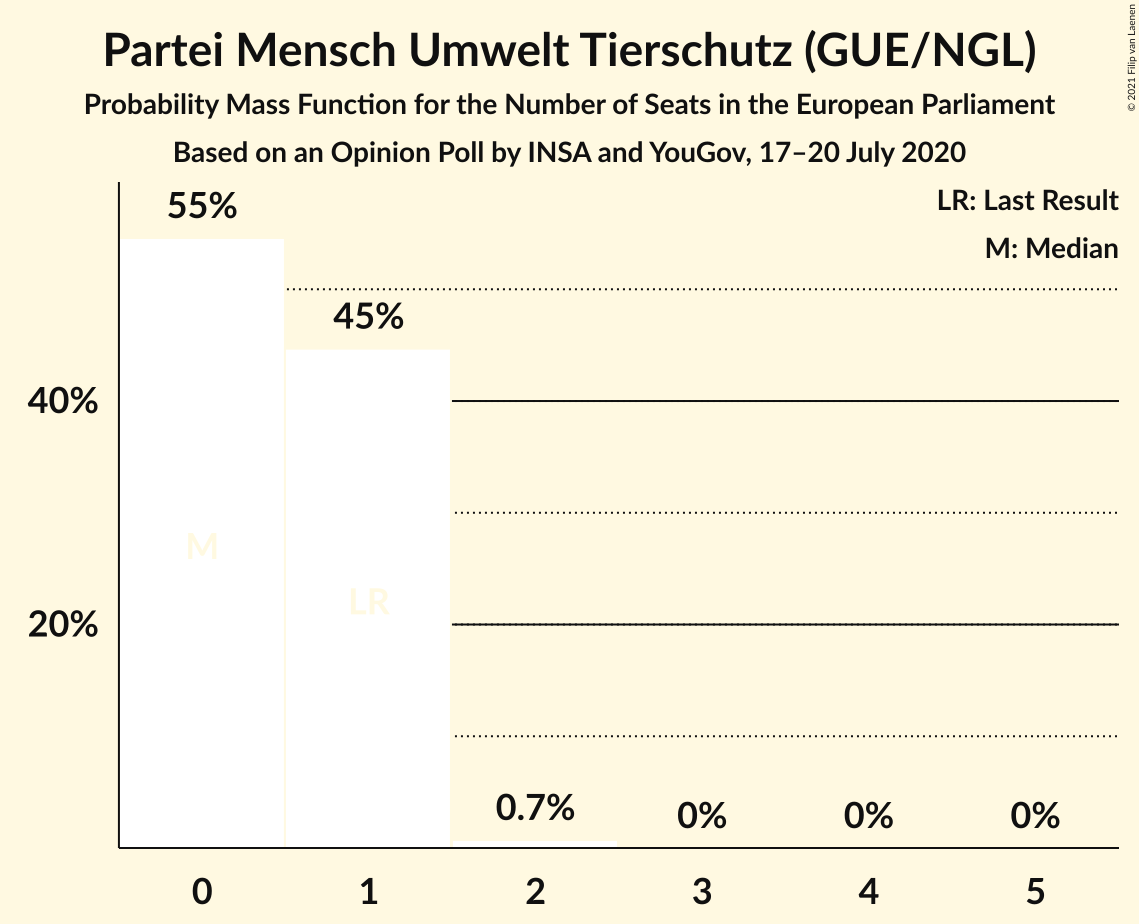 Partei Mensch Umwelt Tierschutz (GUE/NGL)
Probability Mass Function for the Number of Seats in the European Parliament
Based on an Opinion Poll by INSA and YouGov, 17–20 July 2020
© 2021 Filip van Laenen
LR: Last Result
M: Median
55%
45%
40%
M
LR
20%
0.7%
0%
0%
0%
0
1
2
3
4
5